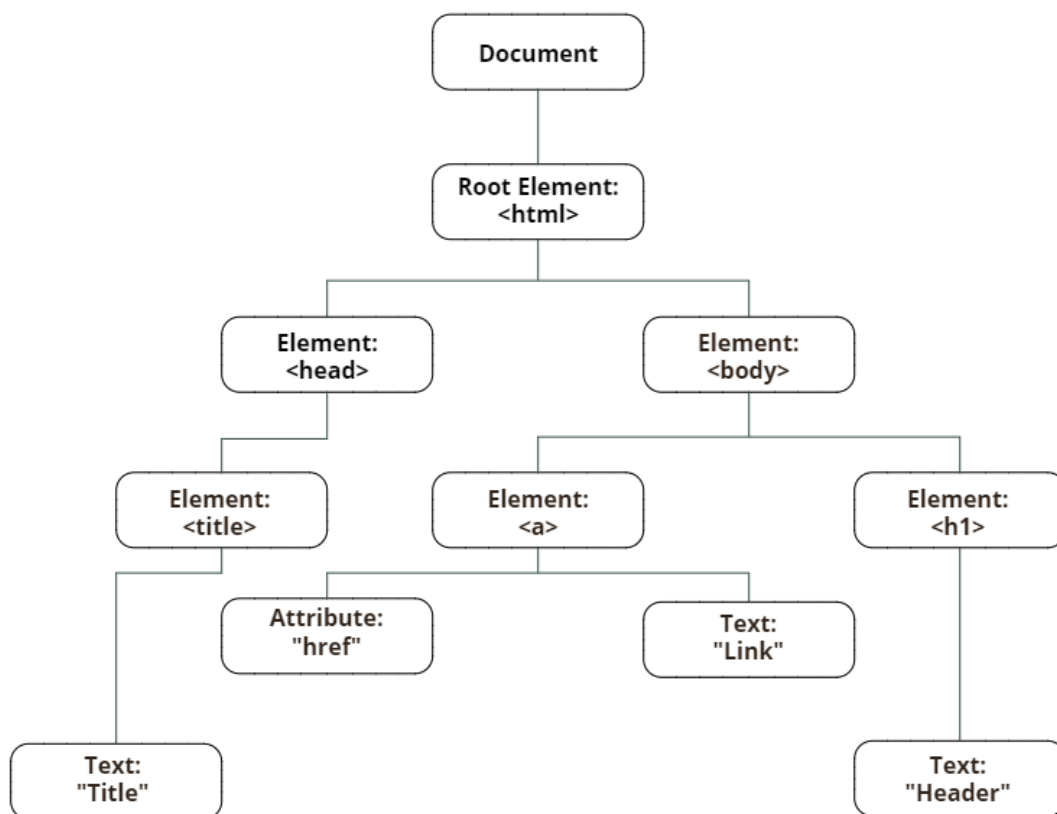 Document
Root Element:
<html>
Element:
<head>
Element:
<body>
Element:
<title>
Element:
<a>
Element:
<h1>
Attribute:
"href"
Text:
"Link"
Text:
"Title"
Text:
"Header"